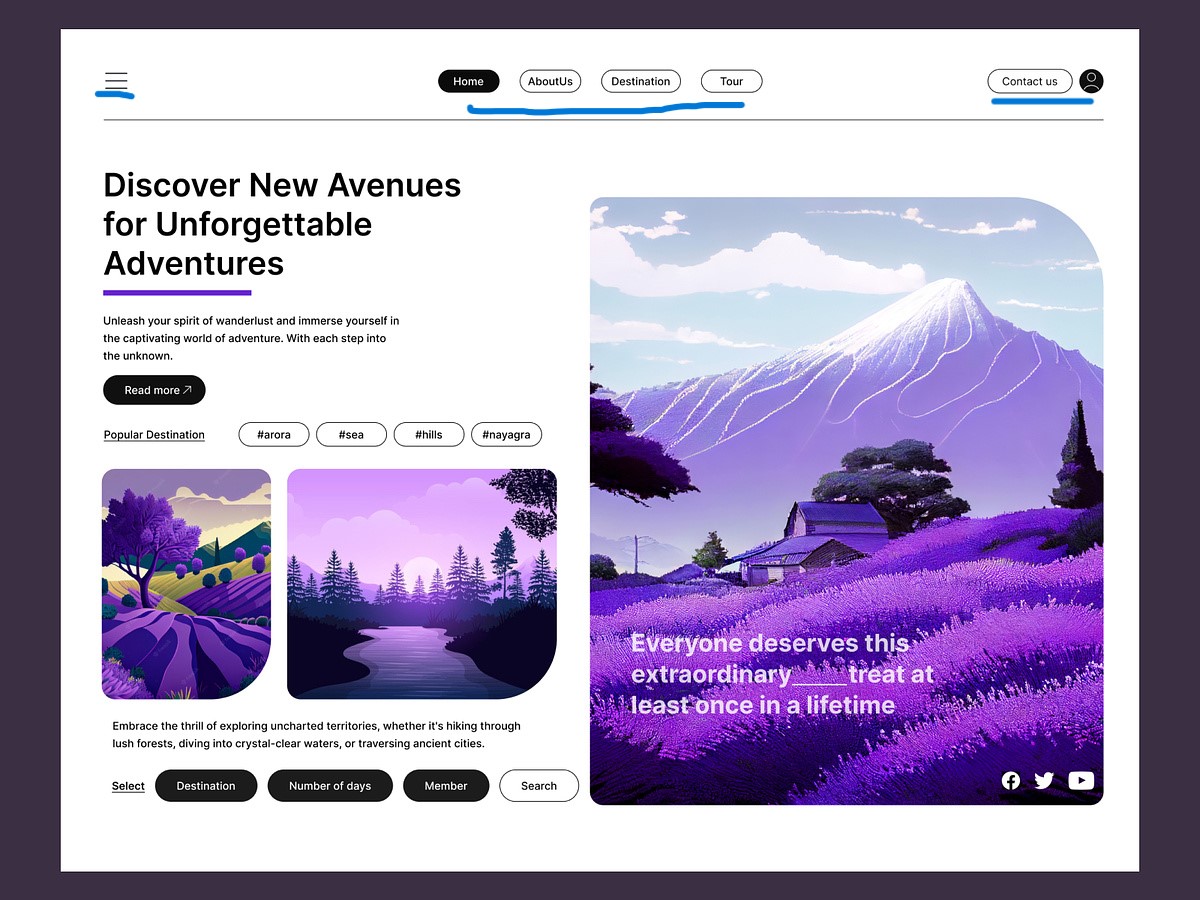 Home
AboutUs
Destination
Tour
Contact us
Discover New Avenues
for Unforgettable
Adventures
Unleash your spirit of wanderlust and immerse yourself in
the captivating world of adventure. With each step into
the unknown.
Read more
Popular Destination
#arora
#sea
#hills
#nayagra
Embrace the thrill of exploring uncharted territories, whether it's hiking through
lush forests, diving into crystal-clear waters, or traversing ancient cities.
Select
Destination
Number of days
Member
Search
Everyone deserves this
extraordinary____treat at
least once in a lifetime